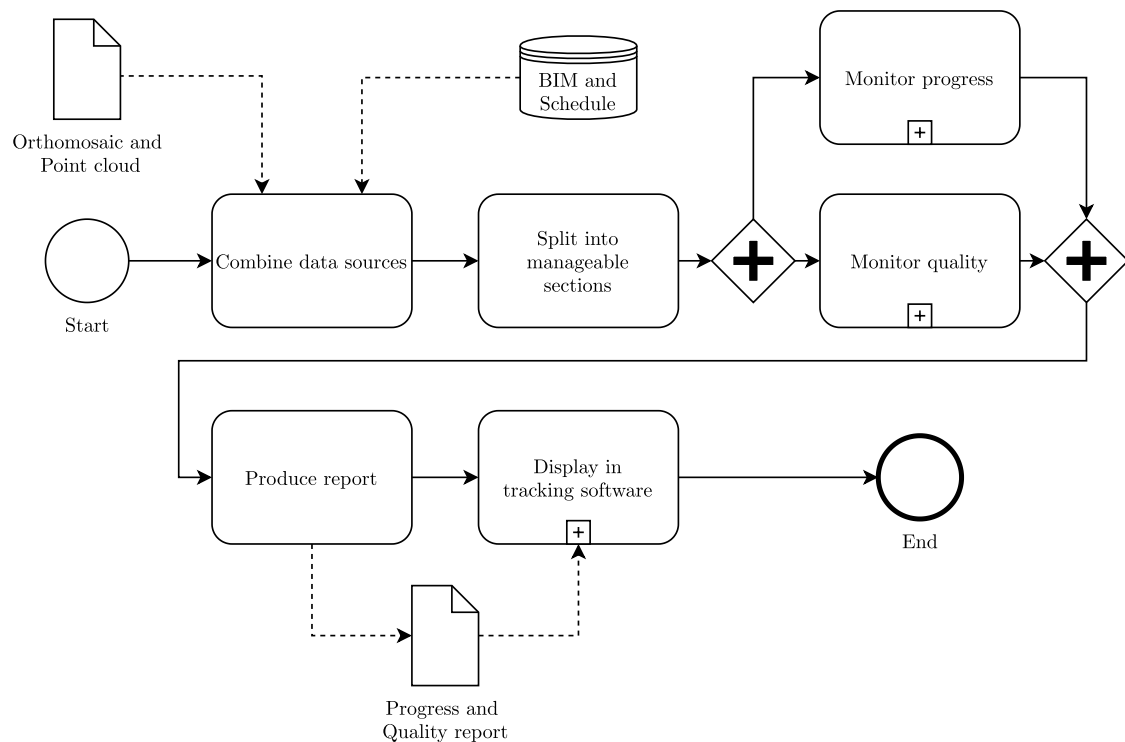 Orthomosaic and
Point cloud
BIM and
Schedule
Monitor progress
Start
Combine data sources
Split into
manageable
sections
Monitor quality
Produce report
Display in
tracking software
End
Progress and
Quality report